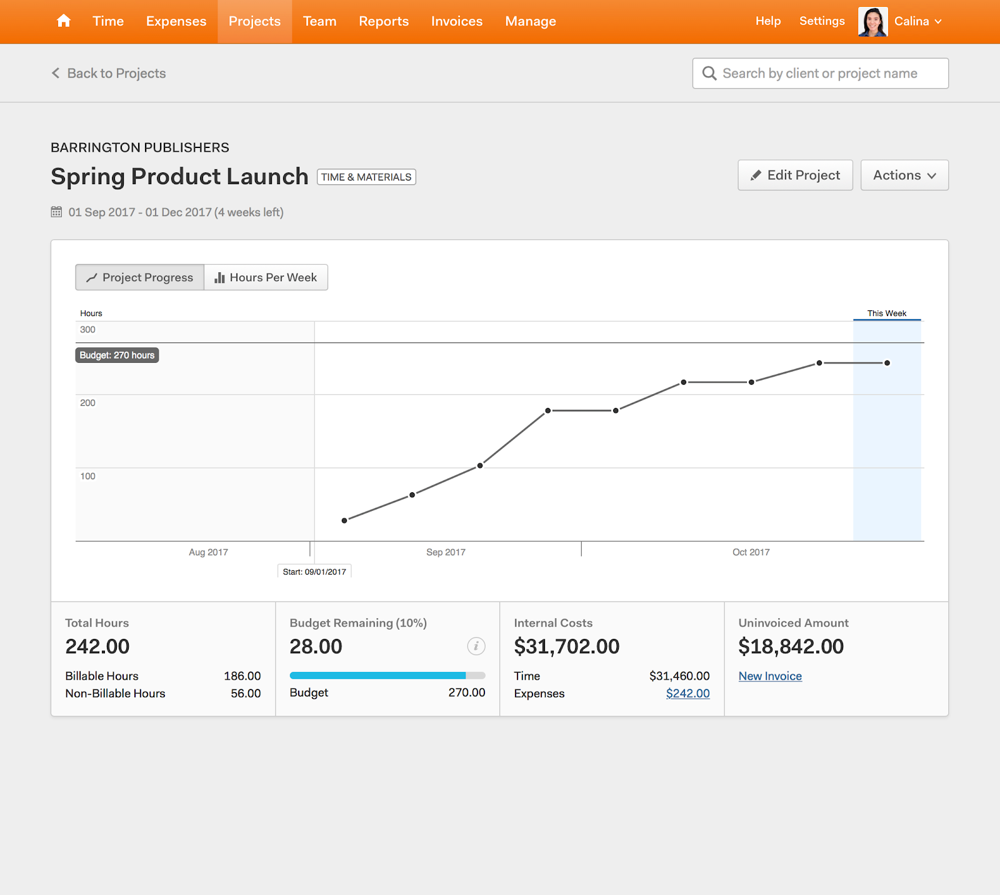 Time Expenses Projects Team Reports Invoices Manage Help Settings Calina
Back to Projects
Search by client or project name
BARRINGTON PUBLISHERS
Spring Product Launch TIME & MATERIALS
Edit Project
Actions
01 Sep 2017 - 01 Dec 2017 (4 weeks left)
Project Progress
Hours Per Week
Hours
This Week
300
Budget: 270 hours
200
100
Aug 2017
Sep 2017
Oct 2017
Start: 09/01/2017
Total Hours
242.00
Billable Hours 186.00
Non-Billable Hours 56.00
Budget Remaining (10%)
28.00
i
Budget 270.00
Internal Costs
$31,702.00
Time $31,460.00
Expenses $242.00
Uninvoiced Amount
$18,842.00
New Invoice